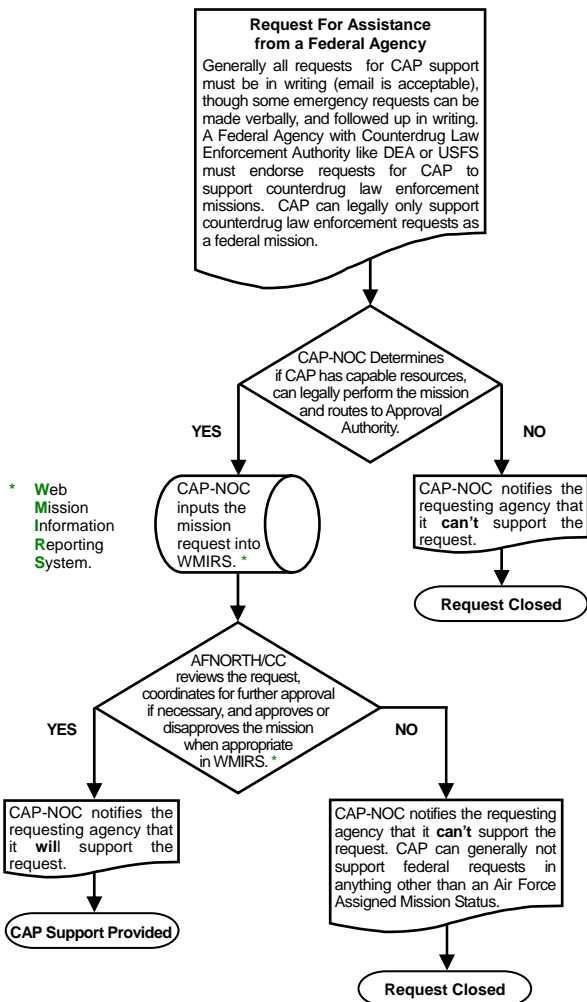 Request For Assistance
from a Federal Agency
Generally all requests for CAP support
must be in writing (email is acceptable),
though some emergency requests can be
made verbally, and followed up in writing.
A Federal Agency with Counterdrug Law
Enforcement Authority like DEA or USFS
must endorse requests for CAP to
support counterdrug law enforcement
missions. CAP can legally only support
counterdrug law enforcement requests as
a federal mission.
CAP-NOC Determines
if CAP has capable resources,
can legally perform the mission
and routes to Approval
Authority.
YES
NO
* Web
Mission
Information
Reporting
System.
CAP-NOC
inputs the
mission
request into
WMIRS. *
CAP-NOC notifies the
requesting agency that
it can't support the
request.
Request Closed
AFNORTH/CC
reviews the request,
coordinates for further approval
if necessary, and approves or
disapproves the mission
when appropriate
in WMIRS. *
YES
NO
CAP-NOC notifies the
requesting agency that
it will support the
request.
CAP Support Provided
CAP-NOC notifies the requesting
agency that it can't support the
request. CAP can generally not
support federal requests in
anything other than an Air Force
Assigned Mission Status.
Request Closed